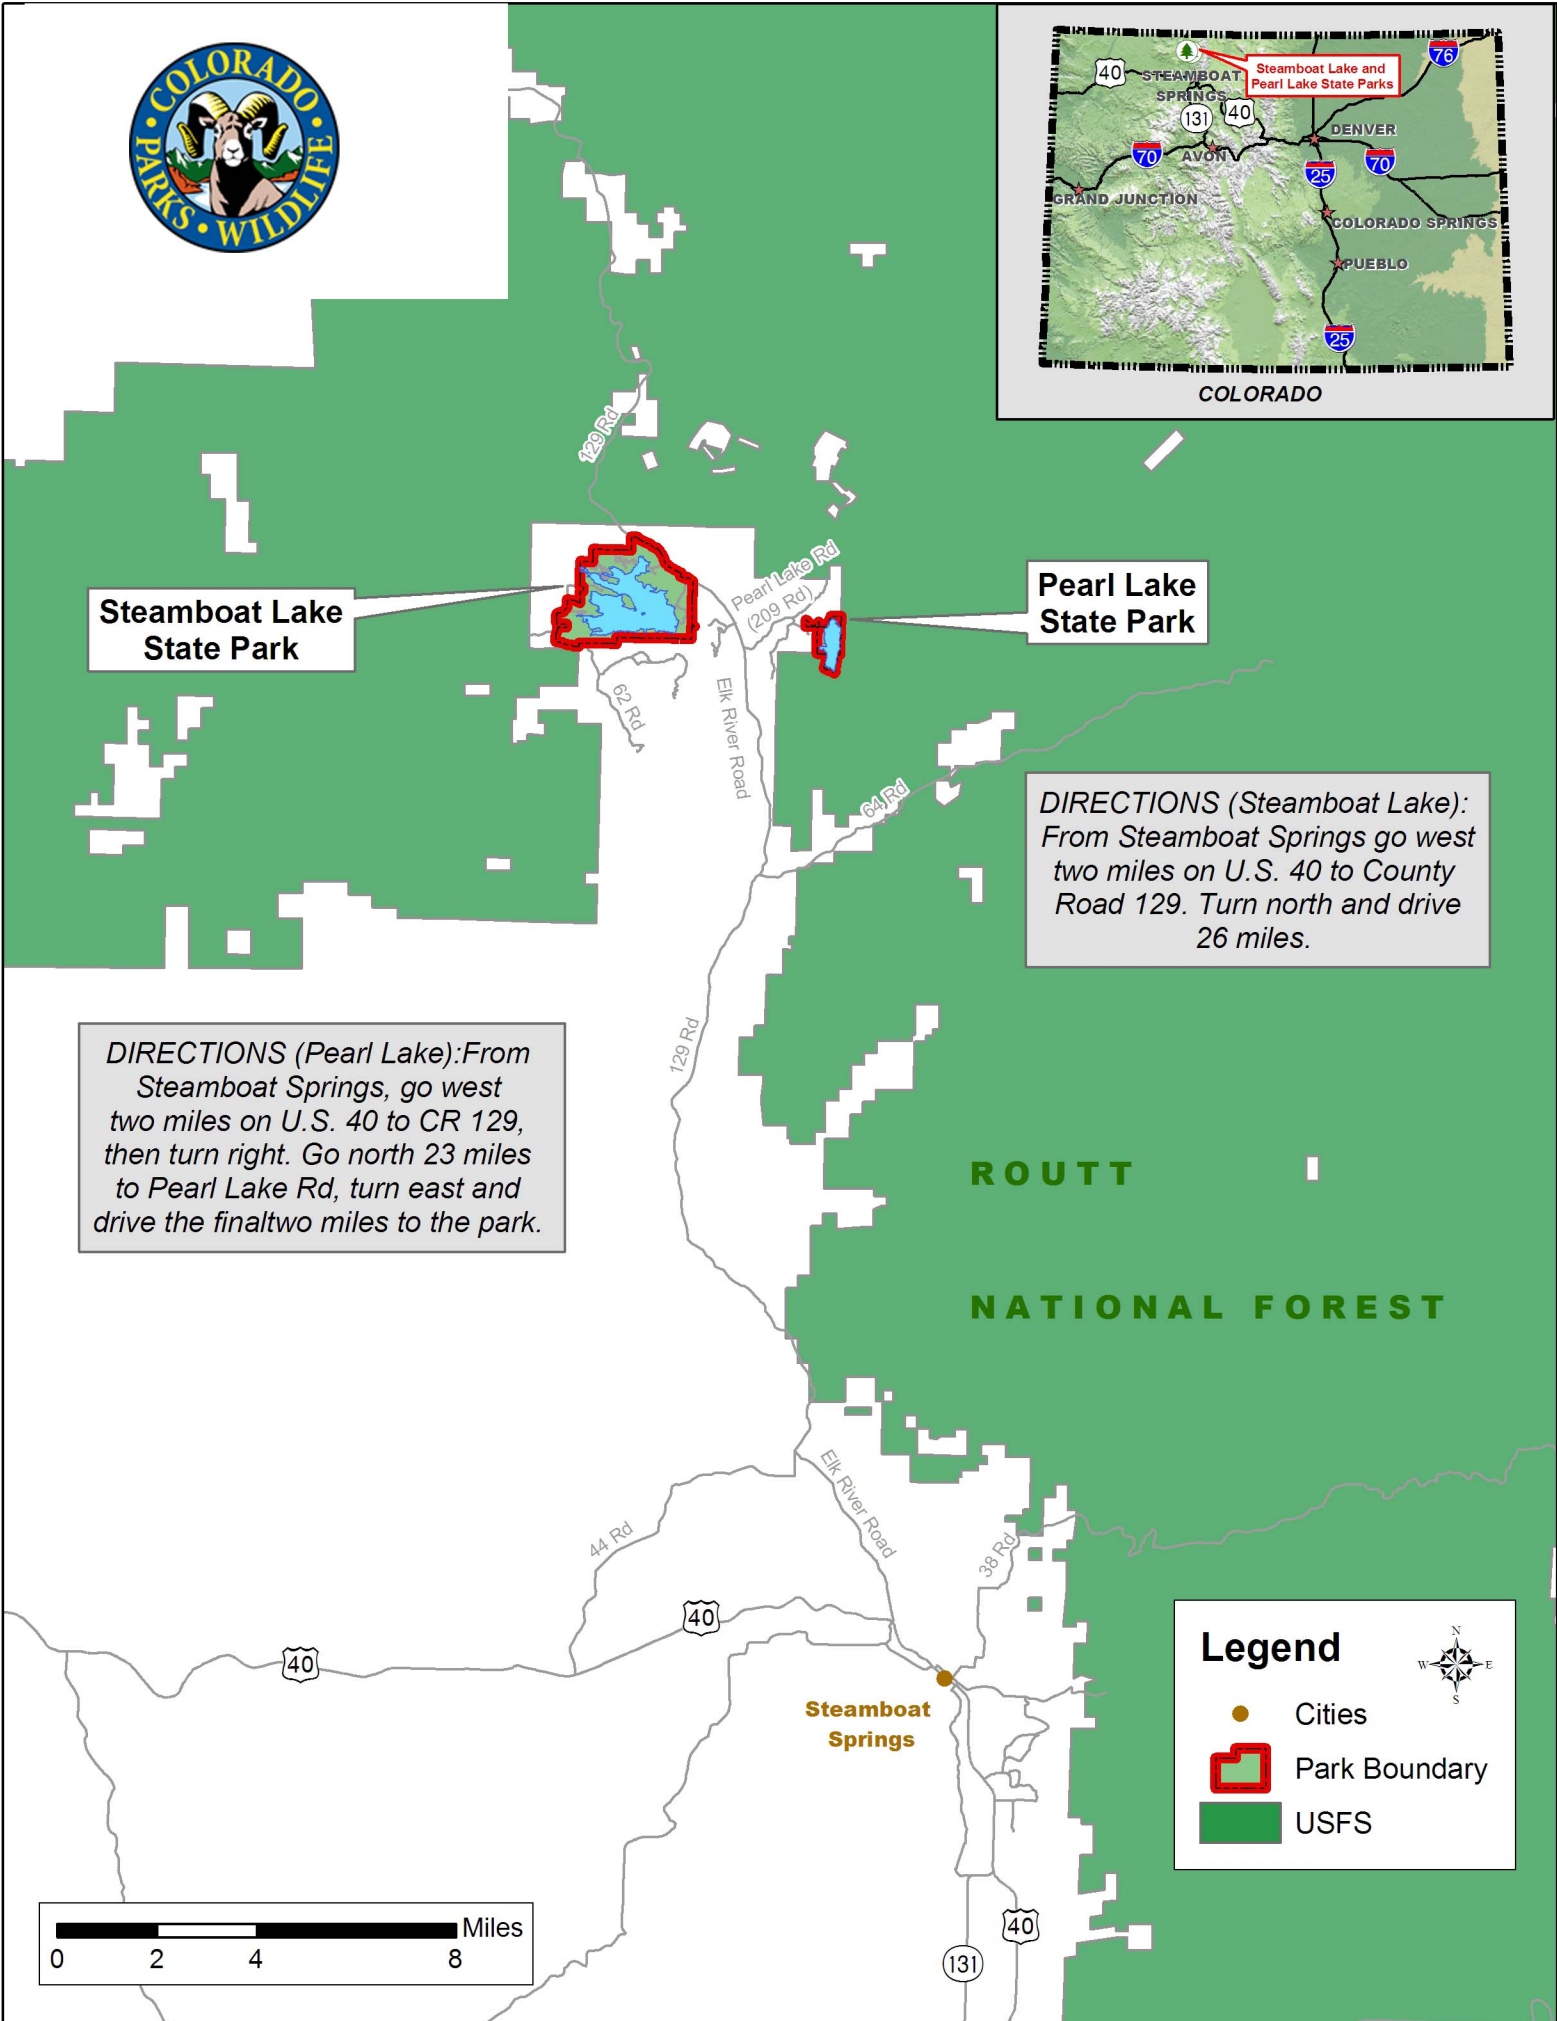 COLORADO
PARKS • WILDLIFE
76
40
STEAMBOAT
SPRINGS
Steamboat Lake and
Pearl Lake State Parks
131
40
DENVER
70
AVON
25
70
GRAND JUNCTION
COLORADO SPRINGS
PUEBLO
25
COLORADO
129 Rd
Steamboat Lake
State Park
Pearl Lake Rd
(209 Rd)
Pearl Lake
State Park
62 Rd
Elk River Road
64 Rd
DIRECTIONS (Steamboat Lake):
From Steamboat Springs go west
two miles on U.S. 40 to County
Road 129. Turn north and drive
26 miles.
129 Rd
DIRECTIONS (Pearl Lake):From
Steamboat Springs, go west
two miles on U.S. 40 to CR 129,
then turn right. Go north 23 miles
to Pearl Lake Rd, turn east and
drive the finaltwo miles to the park.
ROUTT
NATIONAL FOREST
Elk River Road
44 Rd
38 Rd
40
40
Steamboat
Springs
Legend
N
W
E
S
Cities
Park Boundary
USFS
Miles
0 2 4 8
40
131